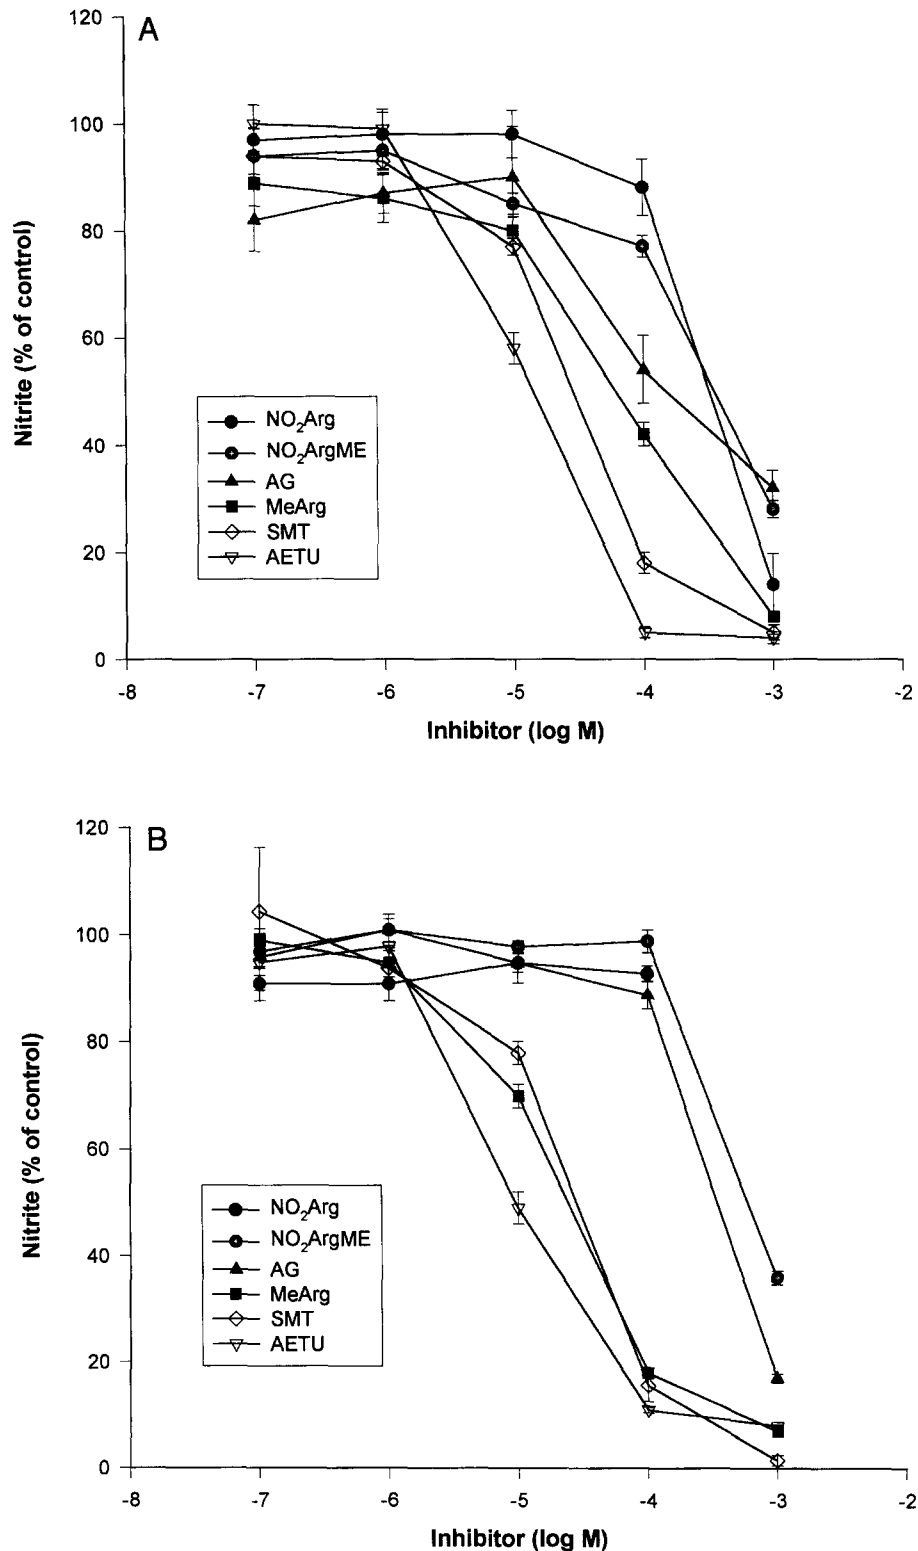 A
120
100
80
60
40
20
0
Nitrite (% of control)
NO₂Arg
NO₂ArgME
AG
MeArg
SMT
AETU
-8 -7 -6 -5 -4 -3 -2
Inhibitor (log M)
B
120
100
80
60
40
20
0
Nitrite (% of control)
NO₂Arg
NO₂ArgME
AG
MeArg
SMT
AETU
-8 -7 -6 -5 -4 -3 -2
Inhibitor (log M)